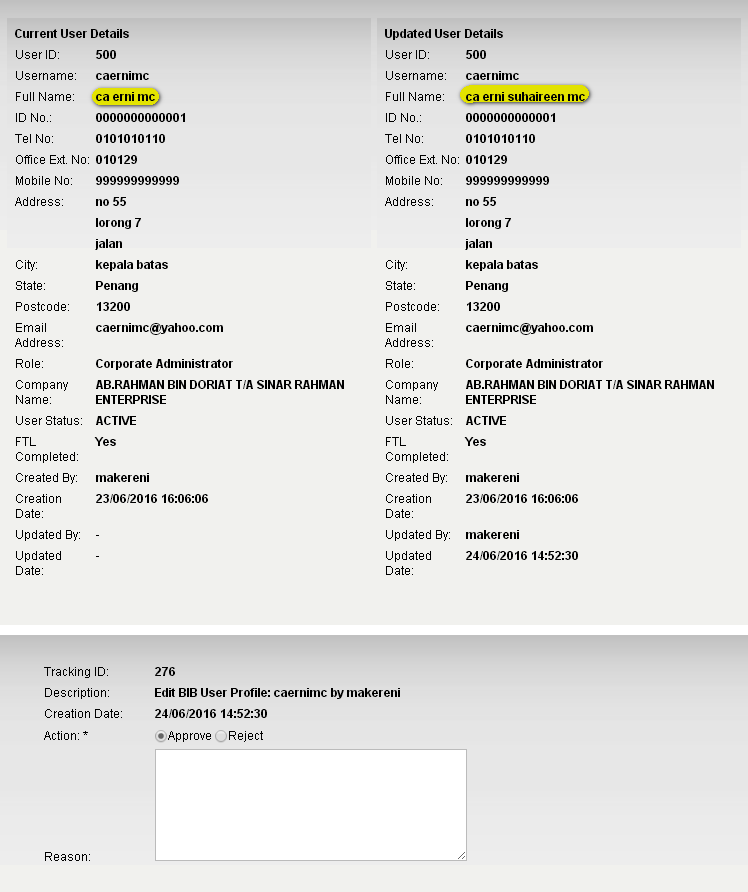 Current User Details
User ID: 500
Username: caernimc
Full Name: ca erni mc
ID No.: 0000000000001
Tel No: 0101010110
Office Ext. No: 010129
Mobile No: 999999999999
Address: no 55
lorong 7
jalan
City: kepala batas
State: Penang
Postcode: 13200
Email
Address: caernimc@yahoo.com
Role: Corporate Administrator
Company
Name: AB.RAHMAN BIN DORIAT T/A SINAR RAHMAN
ENTERPRISE
User Status: ACTIVE
FTL
Completed: Yes
Created By: makereni
Creation
Date: 23/06/2016 16:06:06
Updated By: -
Updated
Date: -
Updated User Details
User ID: 500
Username: caernimc
Full Name: ca erni suhaireen mc
ID No.: 0000000000001
Tel No: 0101010110
Office Ext. No: 010129
Mobile No: 999999999999
Address: no 55
lorong 7
jalan
City: kepala batas
State: Penang
Postcode: 13200
Email
Address: caernimc@yahoo.com
Role: Corporate Administrator
Company
Name: AB.RAHMAN BIN DORIAT T/A SINAR RAHMAN
ENTERPRISE
User Status: ACTIVE
FTL
Completed: Yes
Created By: makereni
Creation
Date: 23/06/2016 16:06:06
Updated By: makereni
Updated
Date: 24/06/2016 14:52:30
Tracking ID: 276
Description: Edit BIB User Profile: caernimc by makereni
Creation Date: 24/06/2016 14:52:30
Action: * Approve Reject
Reason: